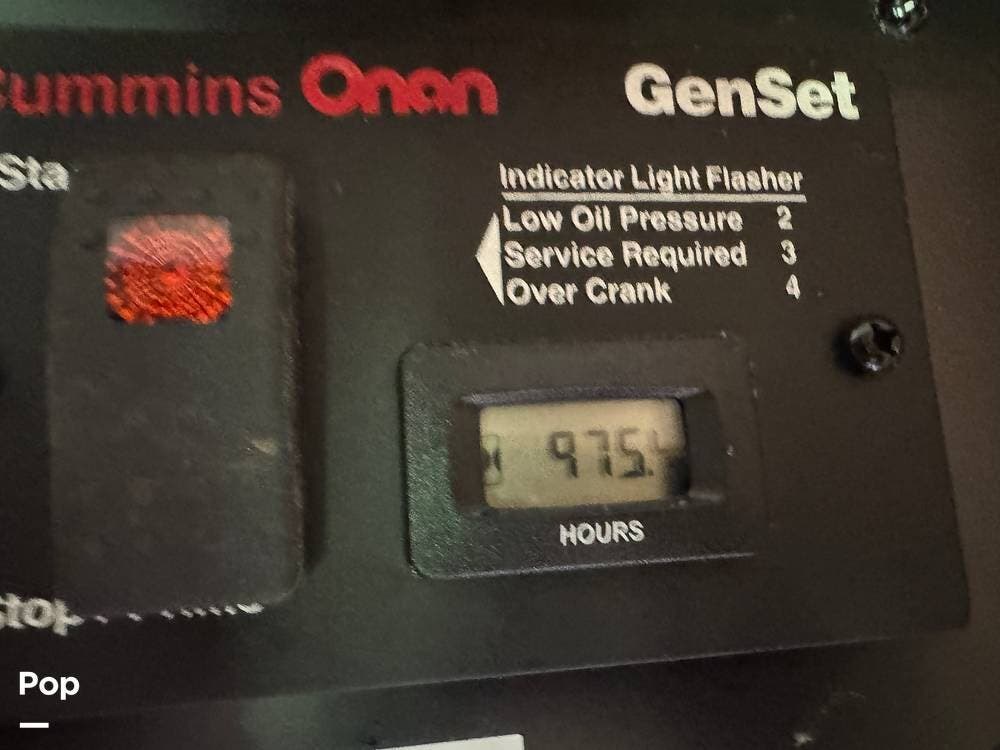 Cummins Onan GenSet
Sta
Indicator Light Flasher
Low Oil Pressure 2
Service Required 3
Over Crank 4
975.
HOURS
Stop
Pop